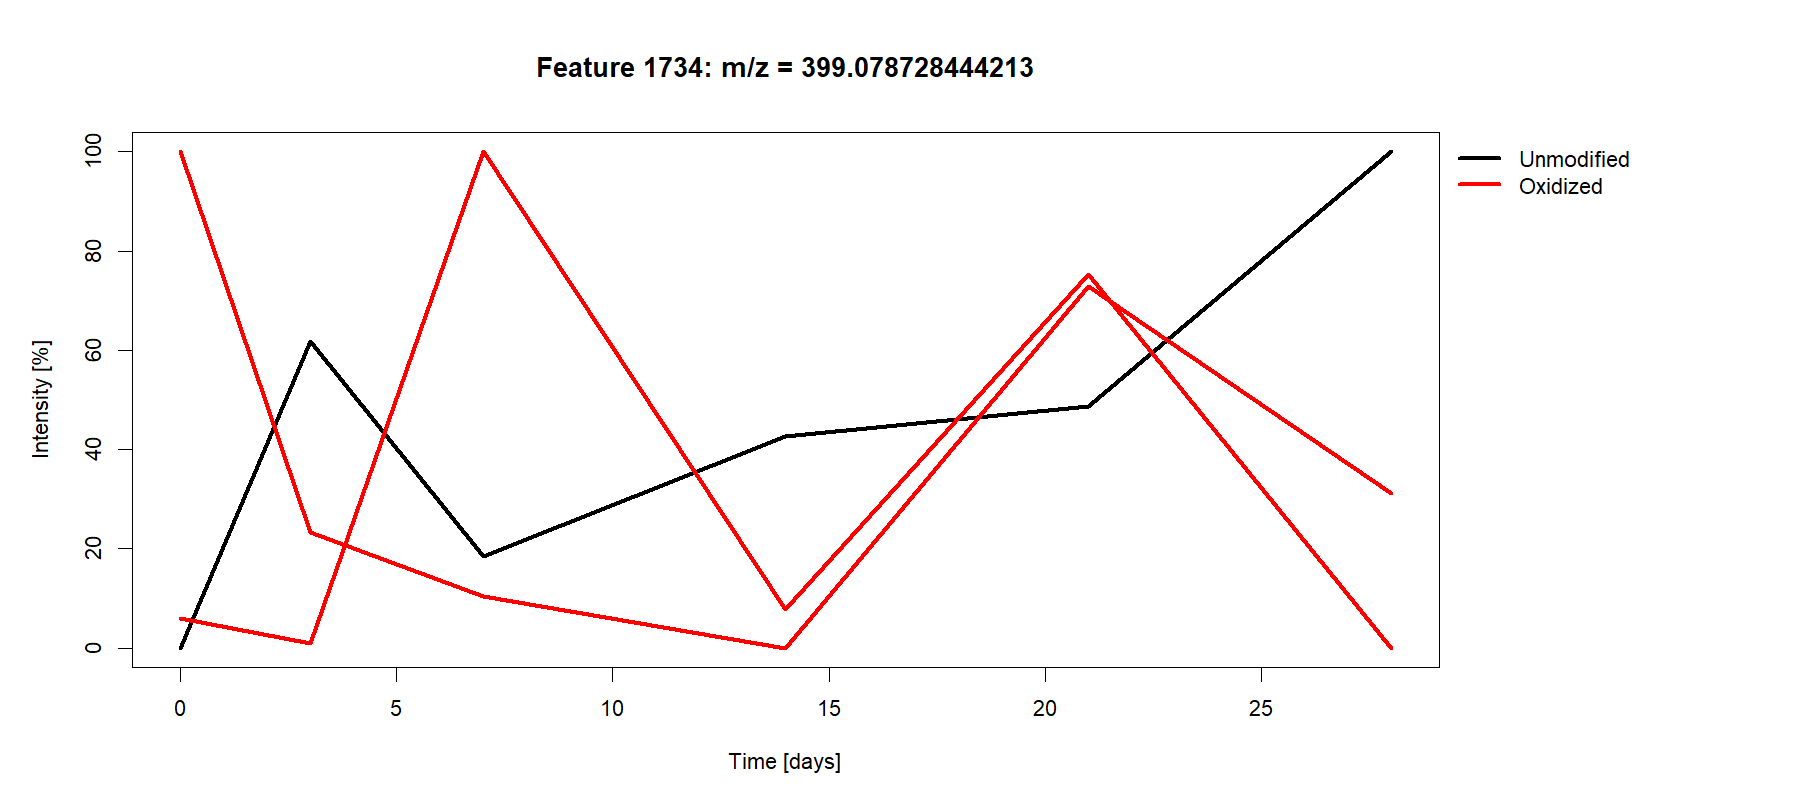 Feature 1734: m/z = 399.078728444213
Unmodified
Oxidized
Intensity [%]
100
80
60
40
20
0
0 5 10 15 20 25
Time [days]